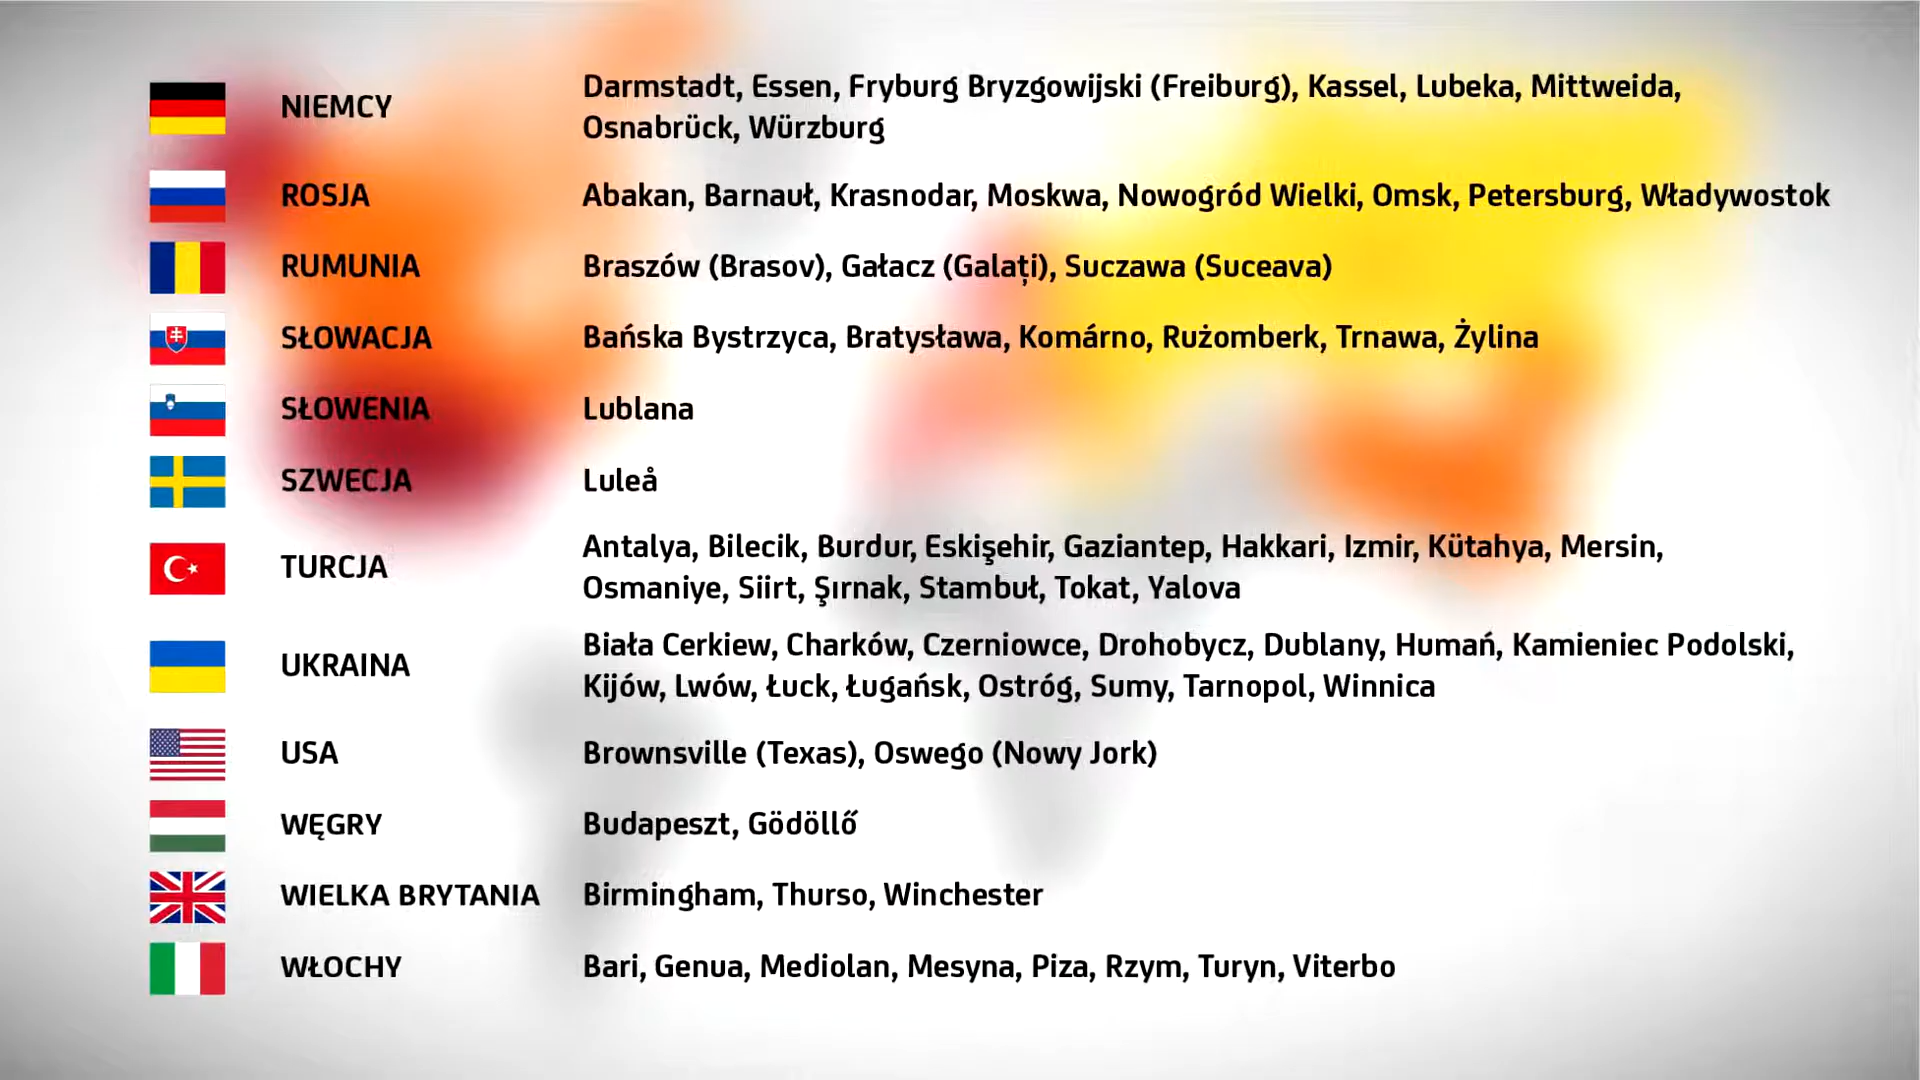 NIEMCY
Darmstadt, Essen, Fryburg Bryzgowijski (Freiburg), Kassel, Lubeka, Mittweida,
Osnabrück, Würzburg
ROSJA
Abakan, Barnauł, Krasnodar, Moskwa, Nowogród Wielki, Omsk, Petersburg, Władywostok
RUMUNIA
Braszów (Brasov), Gałacz (Galați), Suczawa (Suceava)
SŁOWACJA
Bańska Bystrzyca, Bratysława, Komárno, Rużomberk, Trnawa, Żylina
SŁOWENIA
Lublana
SZWECJA
Luleå
TURCJA
Antalya, Bilecik, Burdur, Eskişehir, Gaziantep, Hakkari, Izmir, Kütahya, Mersin,
Osmaniye, Siirt, Şırnak, Stambuł, Tokat, Yalova
UKRAINA
Biała Cerkiew, Charków, Czerniowce, Drohobycz, Dublany, Humań, Kamieniec Podolski,
Kijów, Lwów, Łuck, Ługańsk, Ostróg, Sumy, Tarnopol, Winnica
USA
Brownsville (Texas), Oswego (Nowy Jork)
WĘGRY
Budapeszt, Gödöllő
WIELKA BRYTANIA
Birmingham, Thurso, Winchester
WŁOCHY
Bari, Genua, Mediolan, Mesyna, Piza, Rzym, Turyn, Viterbo